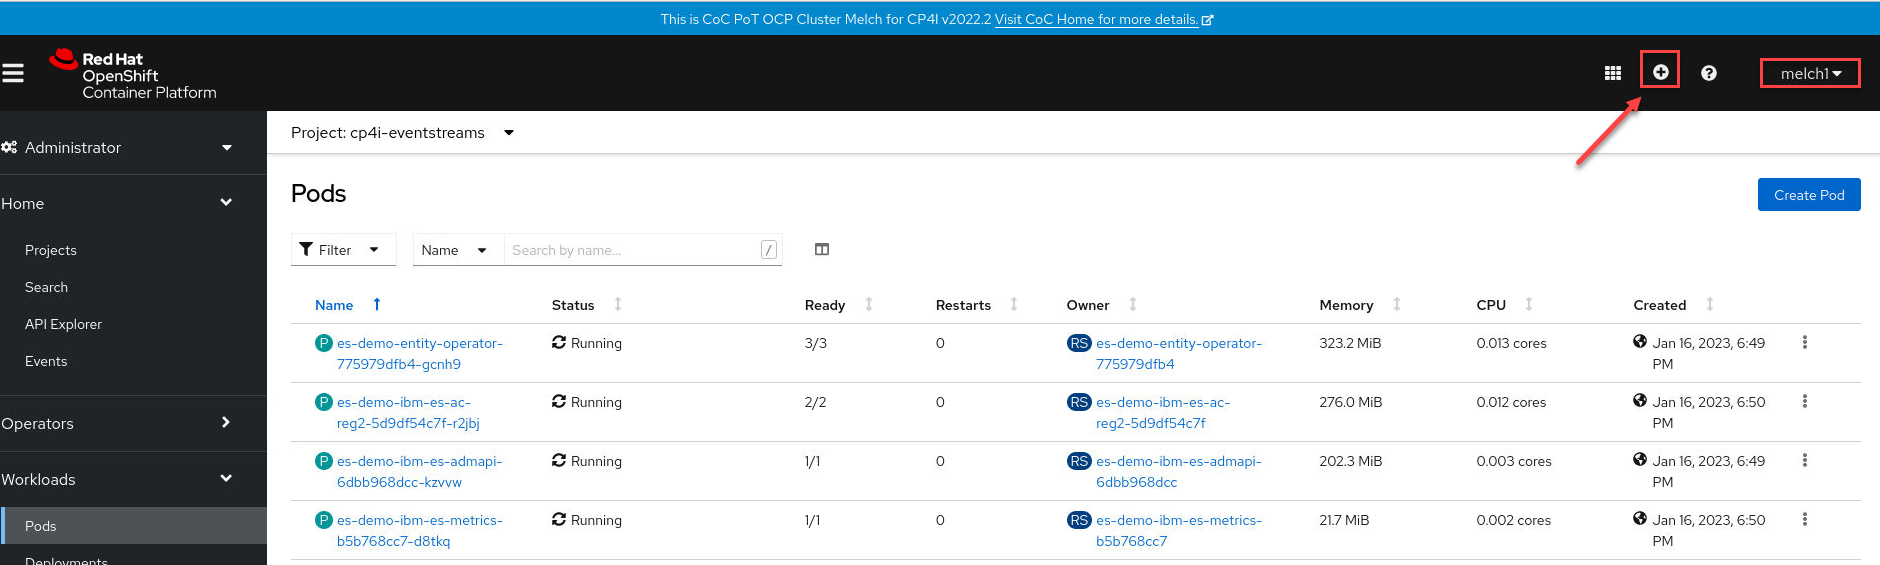 This is CoC PoT OCP Cluster Melch for CP4I v2022.2 Visit CoC Home for more details.
Red Hat
OpenShift
Container Platform
melch1
Administrator
Home
Projects
Search
API Explorer
Events
Operators
Workloads
Pods
Deployments
Project: cp4i-eventstreams
Pods
Create Pod
Filter
Name
Search by name...
/
Name Status Ready Restarts Owner Memory CPU Created
P es-demo-entity-operator- Running 3/3 0 RS es-demo-entity-operator- 323.2 MiB 0.013 cores Jan 16, 2023, 6:49
775979dfb4-gcnh9 775979dfb4 PM
P es-demo-ibm-es-ac- Running 2/2 0 RS es-demo-ibm-es-ac- 276.0 MiB 0.012 cores Jan 16, 2023, 6:50
reg2-5d9df54c7f-r2jbj reg2-5d9df54c7f PM
P es-demo-ibm-es-admapi- Running 1/1 0 RS es-demo-ibm-es-admapi- 202.3 MiB 0.003 cores Jan 16, 2023, 6:49
6dbb968dcc-kzvvw 6dbb968dcc PM
P es-demo-ibm-es-metrics- Running 1/1 0 RS es-demo-ibm-es-metrics- 21.7 MiB 0.002 cores Jan 16, 2023, 6:50
b5b768cc7-d8tkq b5b768cc7 PM